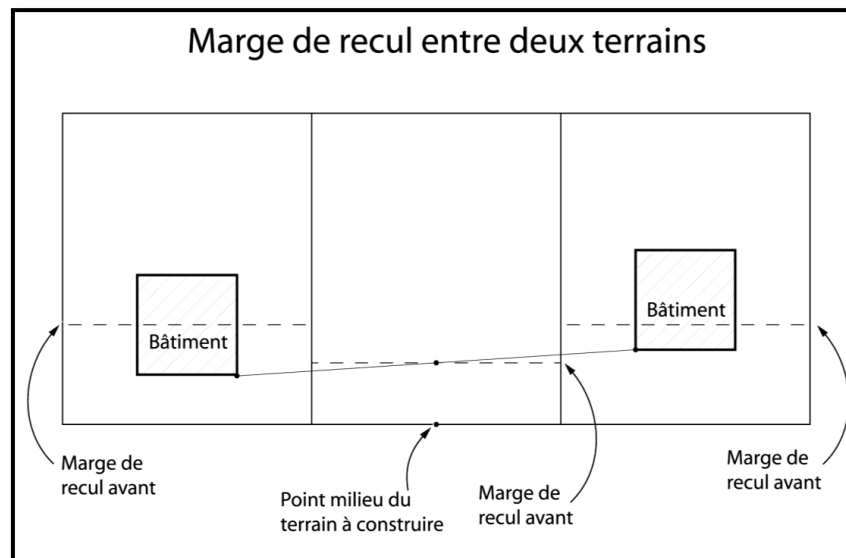 Marge de recul entre deux terrains
Bâtiment
Bâtiment
Marge de
recul avant
Point milieu du
terrain à construire
Marge de
recul avant
Marge de
recul avant